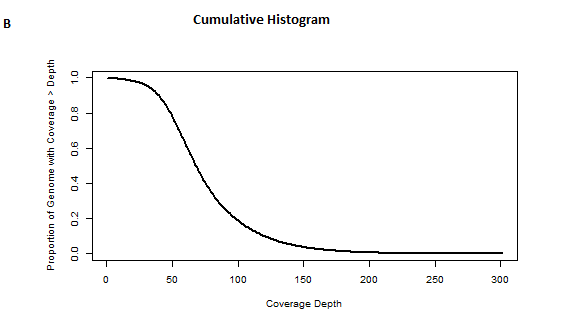 B
Cumulative Histogram
Proportion of Genome with Coverage > Depth
1.0
0.8
0.6
0.4
0.2
0.0
0 50 100 150 200 250 300
Coverage Depth